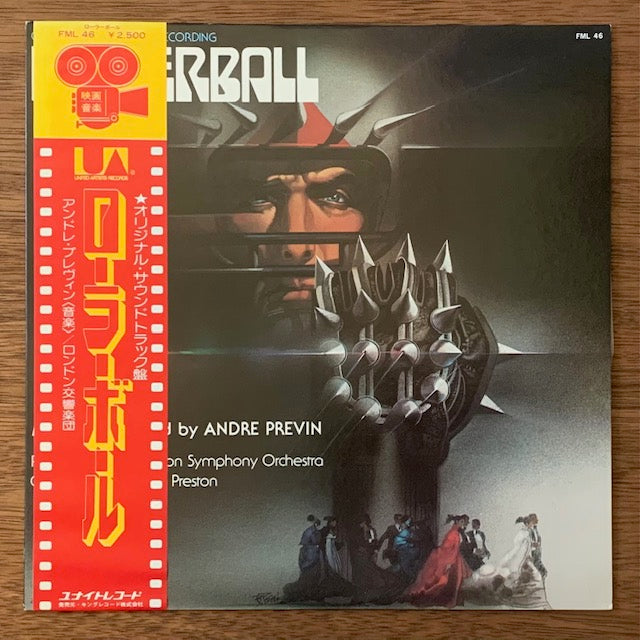 ローラーボール
FML 46 ¥2,500
映画
音楽
UA
UNITED ARTISTS RECORDS
★オリジナル・サウンドトラック盤
ローラーボール
アンドレ・プレヴィン〈音楽〉/ロンドン交響楽団
ユナイトレコード
発売元・キングレコード株式会社
RECORDING
ERBALL
FML 46
by ANDRE PREVIN
on Symphony Orchestra
Preston